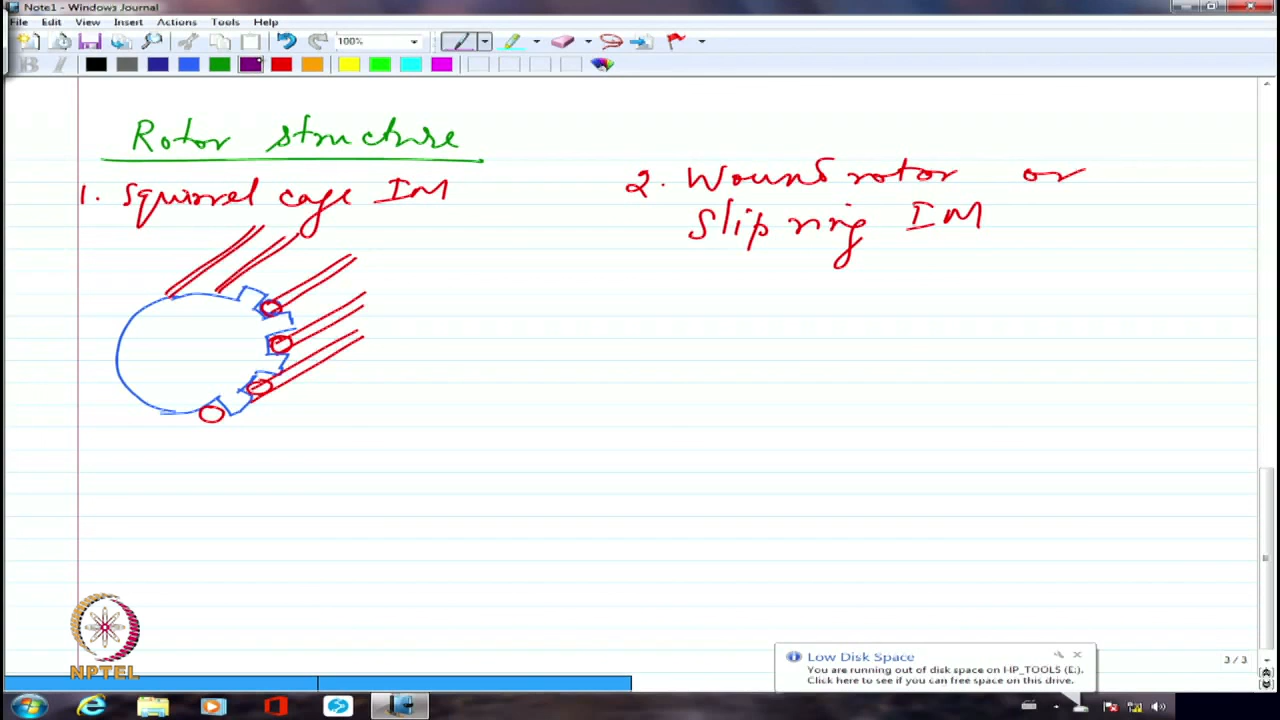 Note1 - Windows Journal
File Edit View Insert Actions Tools Help
100%
B I
Rotor structure
1. Squirrel cage IM
2. Wound rotor or
Slip ring IM
3/3
Low Disk Space
You are running out of disk space on HP_TOOLS (E:).
Click here to see if you can free space on this drive.
NPTEL